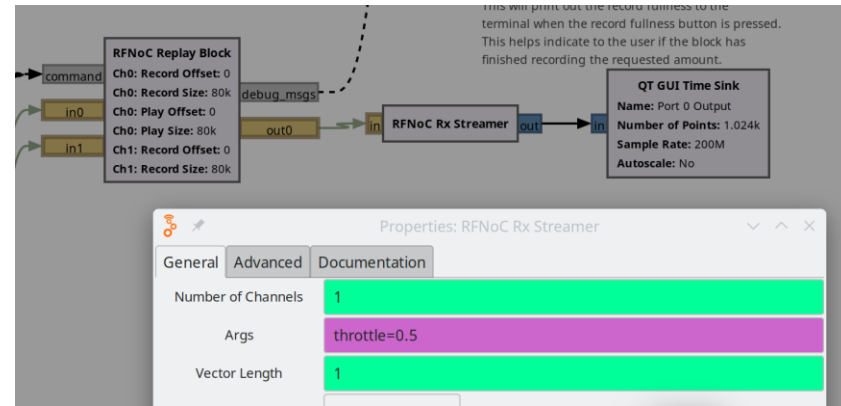 This will print out the record fullness to the
terminal when the record fullness button is pressed.
This helps indicate to the user if the block has
finished recording the requested amount.
RFNoC Replay Block
command
Ch0: Record Offset: 0
Ch0: Record Size: 80k
debug_msgs
in0
Ch0: Play Offset: 0
Ch0: Play Size: 80k
out0
in1
Ch1: Record Offset: 0
Ch1: Record Size: 80k
in
RFNoC Rx Streamer
out
in
QT GUI Time Sink
Name: Port 0 Output
Number of Points: 1.024k
Sample Rate: 200M
Autoscale: No
Properties: RFNoC Rx Streamer
General
Advanced
Documentation
Number of Channels
1
Args
throttle=0.5
Vector Length
1